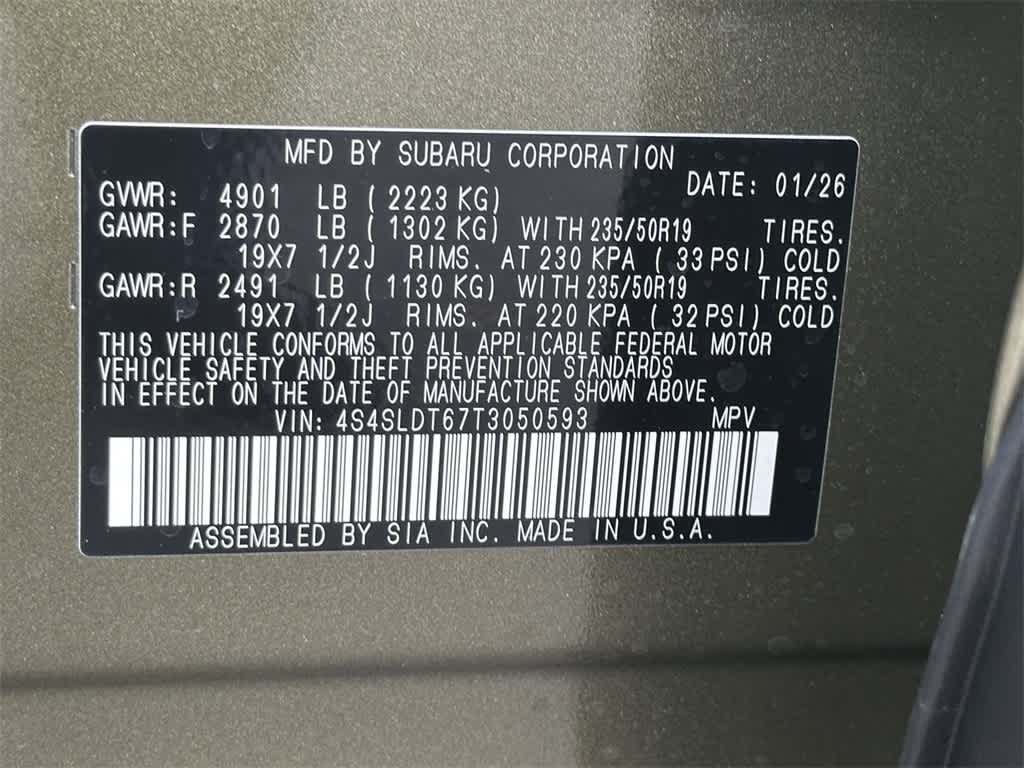 MFD BY SUBARU CORPORATION
DATE: 01/26
GVWR: 4901 LB ( 2223 KG)
GAWR:F 2870 LB ( 1302 KG) WITH 235/50R19 TIRES.
19X7 1/2J RIMS. AT 230 KPA ( 33 PSI) COLD
GAWR:R 2491 LB ( 1130 KG) WITH 235/50R19 TIRES.
19X7 1/2J RIMS. AT 220 KPA ( 32 PSI) COLD
THIS VEHICLE CONFORMS TO ALL APPLICABLE FEDERAL MOTOR
VEHICLE SAFETY AND THEFT PREVENTION STANDARDS
IN EFFECT ON THE DATE OF MANUFACTURE SHOWN ABOVE.
VIN: 4S4SLDT67T3050593 MPV
ASSEMBLED BY SIA INC. MADE IN U.S.A.